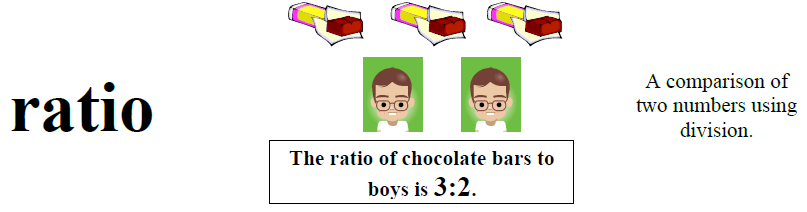 ratio
The ratio of chocolate bars to
boys is 3:2.
A comparison of
two numbers using
division.